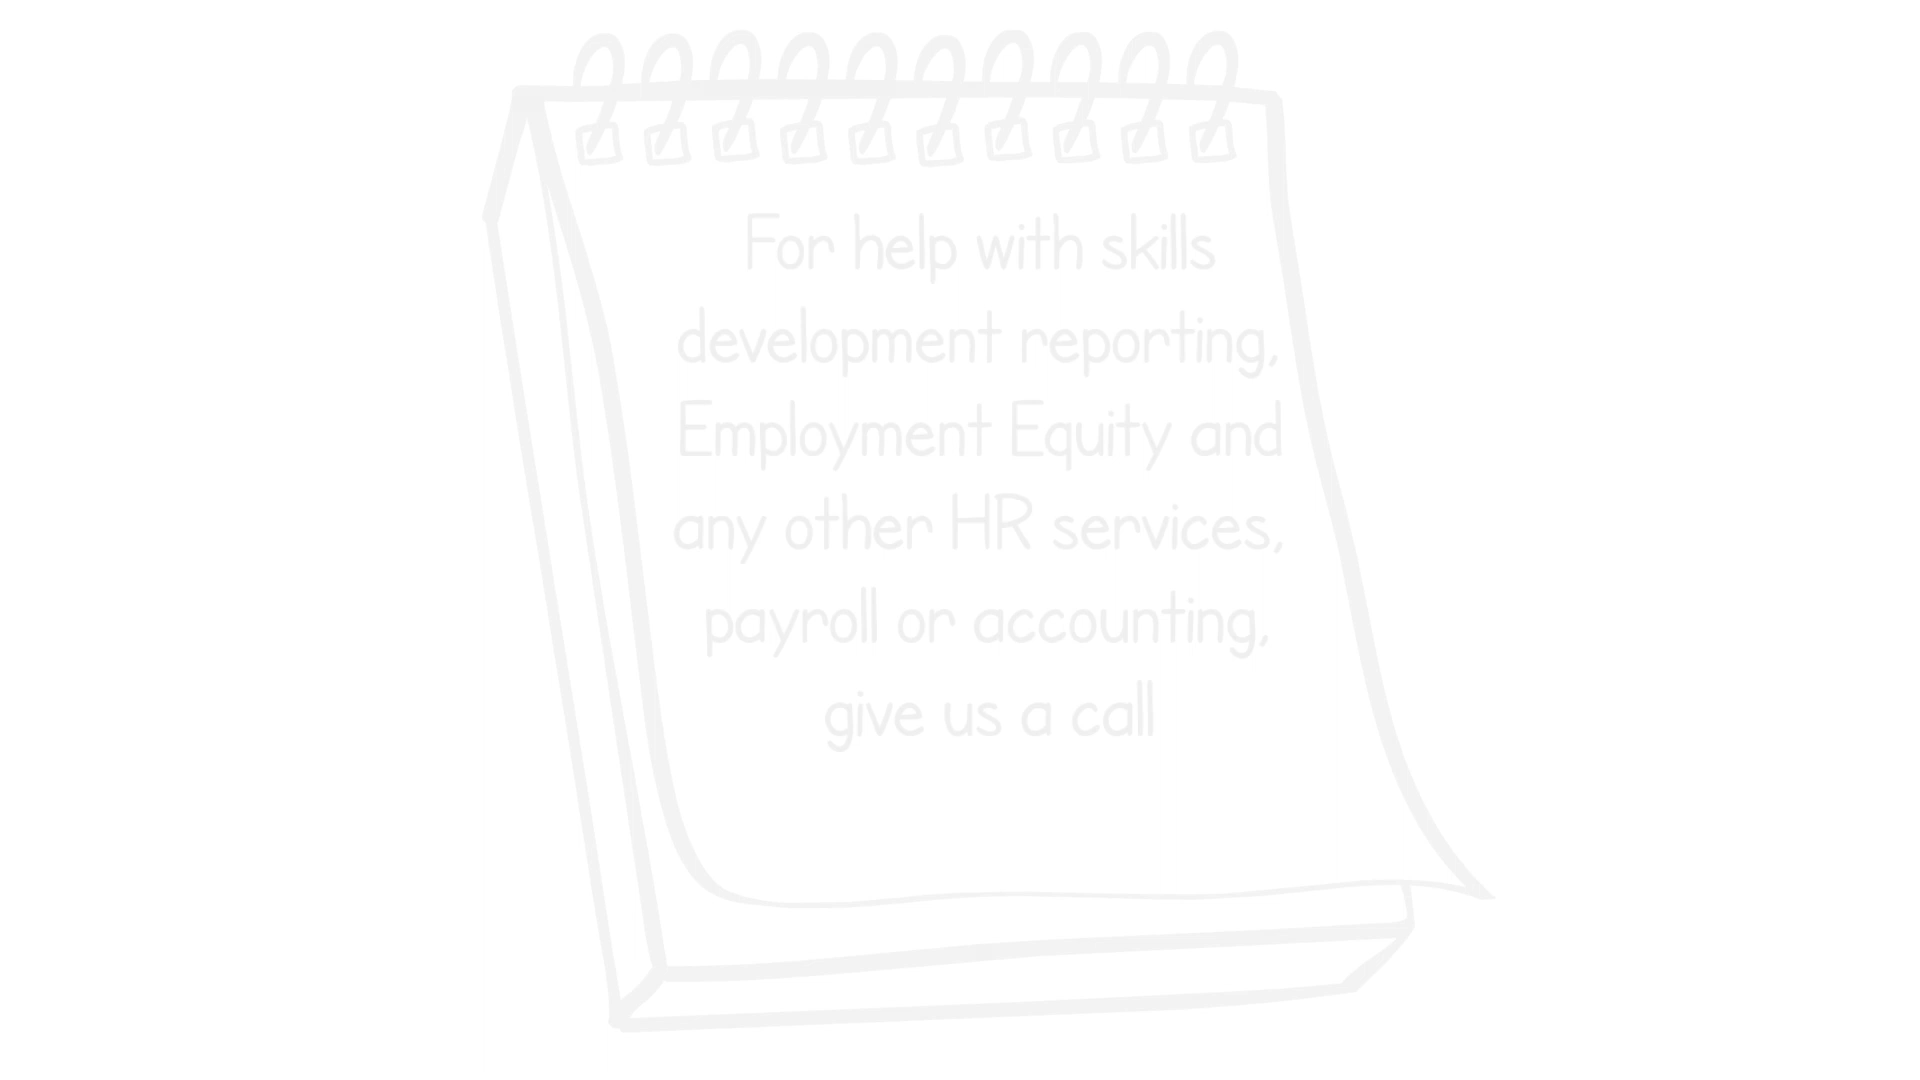 For help with skills
development reporting,
Employment Equity and
any other HR services,
payroll or accounting,
give us a call